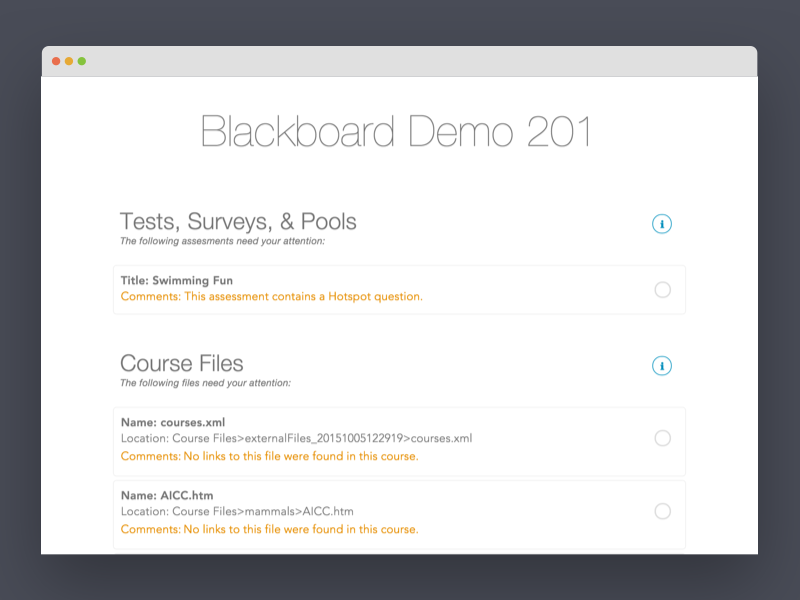 Blackboard Demo 201
Tests, Surveys, & Pools
The following assesments need your attention:
Title: Swimming Fun
Comments: This assessment contains a Hotspot question.
Course Files
The following files need your attention:
Name: courses.xml
Location: Course Files>externalFiles_20151005122919>courses.xml
Comments: No links to this file were found in this course.
Name: AICC.htm
Location: Course Files>mammals>AICC.htm
Comments: No links to this file were found in this course.